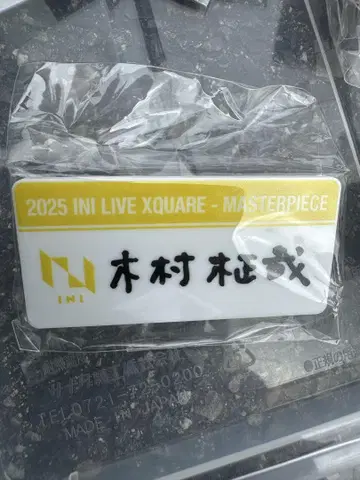 2025 INI LIVE XQUARE - MASTERPIECE
INI
木村 柾哉
MADE IN JAPAN